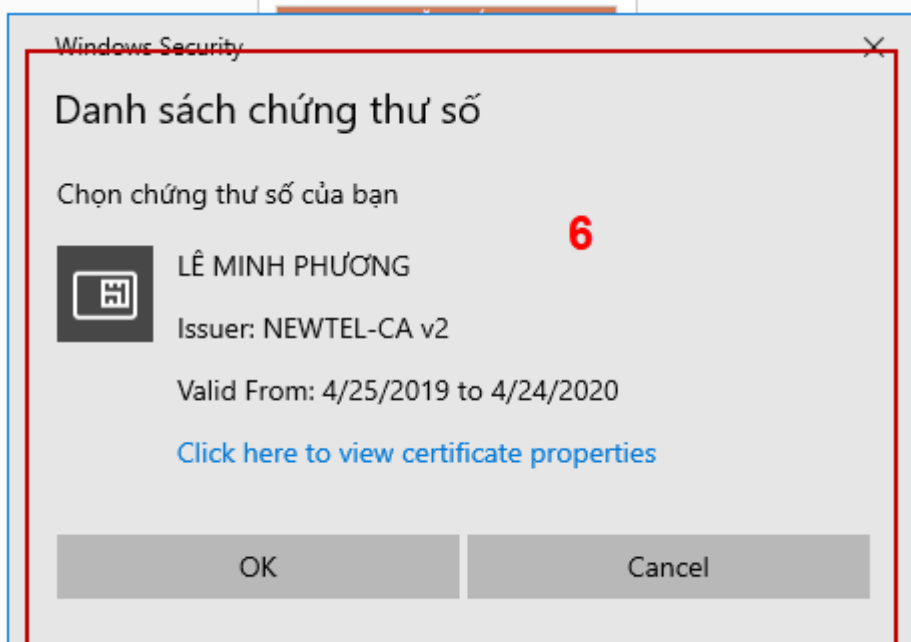 Windows Security
Danh sách chứng thư số
Chọn chứng thư số của bạn
6
LÊ MINH PHƯƠNG
Issuer: NEWTEL-CA v2
Valid From: 4/25/2019 to 4/24/2020
Click here to view certificate properties
OK
Cancel